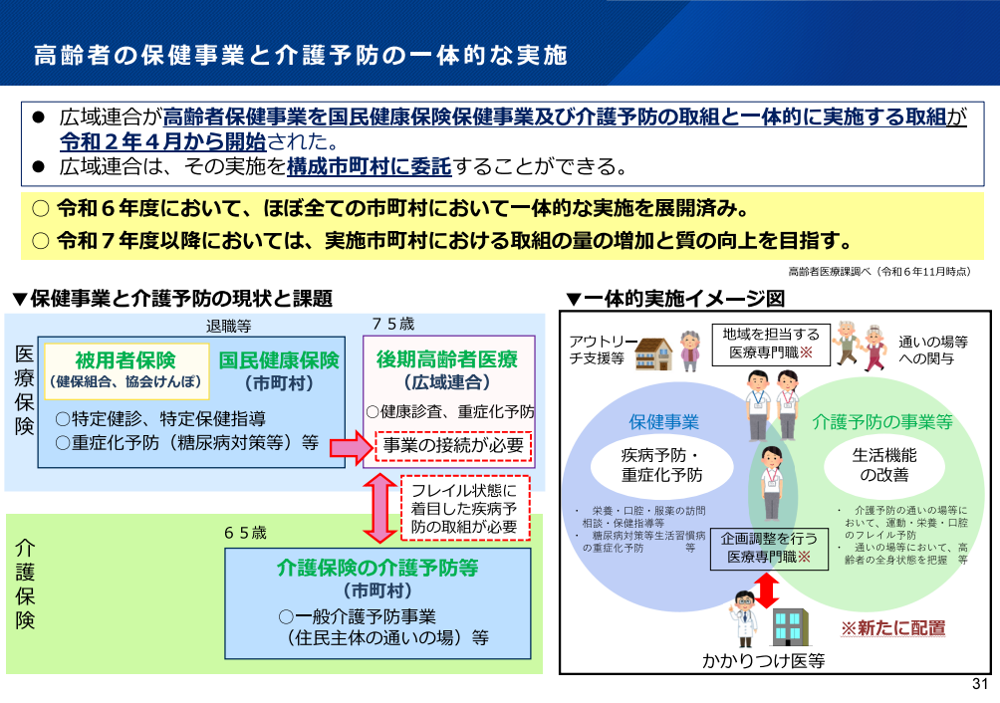 高齢者の保健事業と介護予防の一体的な実施
● 広域連合が高齢者保健事業を国民健康保険保健事業及び介護予防の取組と一体的に実施する取組が
令和２年４月から開始された。
● 広域連合は、その実施を構成市町村に委託することができる。
○ 令和６年度において、ほぼ全ての市町村において一体的な実施を展開済み。
○ 令和７年度以降においては、実施市町村における取組の量の増加と質の向上を目指す。
高齢者医療課調べ（令和６年11月時点）
▼保健事業と介護予防の現状と課題
退職等
７５歳
医療保険
被用者保険
（健保組合、協会けんぽ）
国民健康保険
（市町村）
○特定健診、特定保健指導
○重症化予防（糖尿病対策等）等
後期高齢者医療
（広域連合）
○健康診査、重症化予防
事業の接続が必要
フレイル状態に
着目した疾病予
防の取組が必要
６５歳
介護保険
介護保険の介護予防等
（市町村）
○一般介護予防事業
（住民主体の通いの場）等
▼一体的実施イメージ図
アウトリー
チ支援等
地域を担当する
医療専門職※
通いの場等
への関与
保健事業
疾病予防・
重症化予防
・ 栄養・口腔・服薬の訪問
相談・保健指導等
・ 糖尿病対策等生活習慣病
の重症化予防 等
介護予防の事業等
生活機能
の改善
・ 介護予防の通いの場等に
おいて、運動・栄養・口腔
のフレイル予防
・ 通いの場等において、高
齢者の全身状態を把握 等
企画調整を行う
医療専門職※
※新たに配置
かかりつけ医等
31